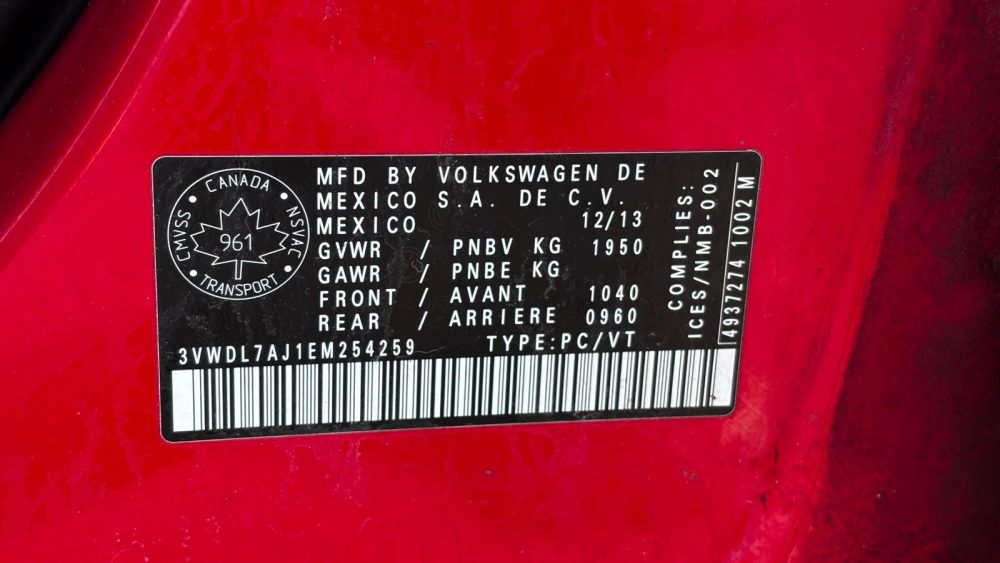 CANADA
CMVSS
NSVAC
961
TRANSPORT
MFD BY VOLKSWAGEN DE
MEXICO S.A. DE C.V.
MEXICO 12/13
GVWR / PNBV KG 1950
GAWR / PNBE KG
FRONT / AVANT 1040
REAR / ARRIERE 0960
3VWDL7AJ1EM254259 TYPE:PC/VT
COMPLIES:
ICES/NMB-002
4937274 1002 M